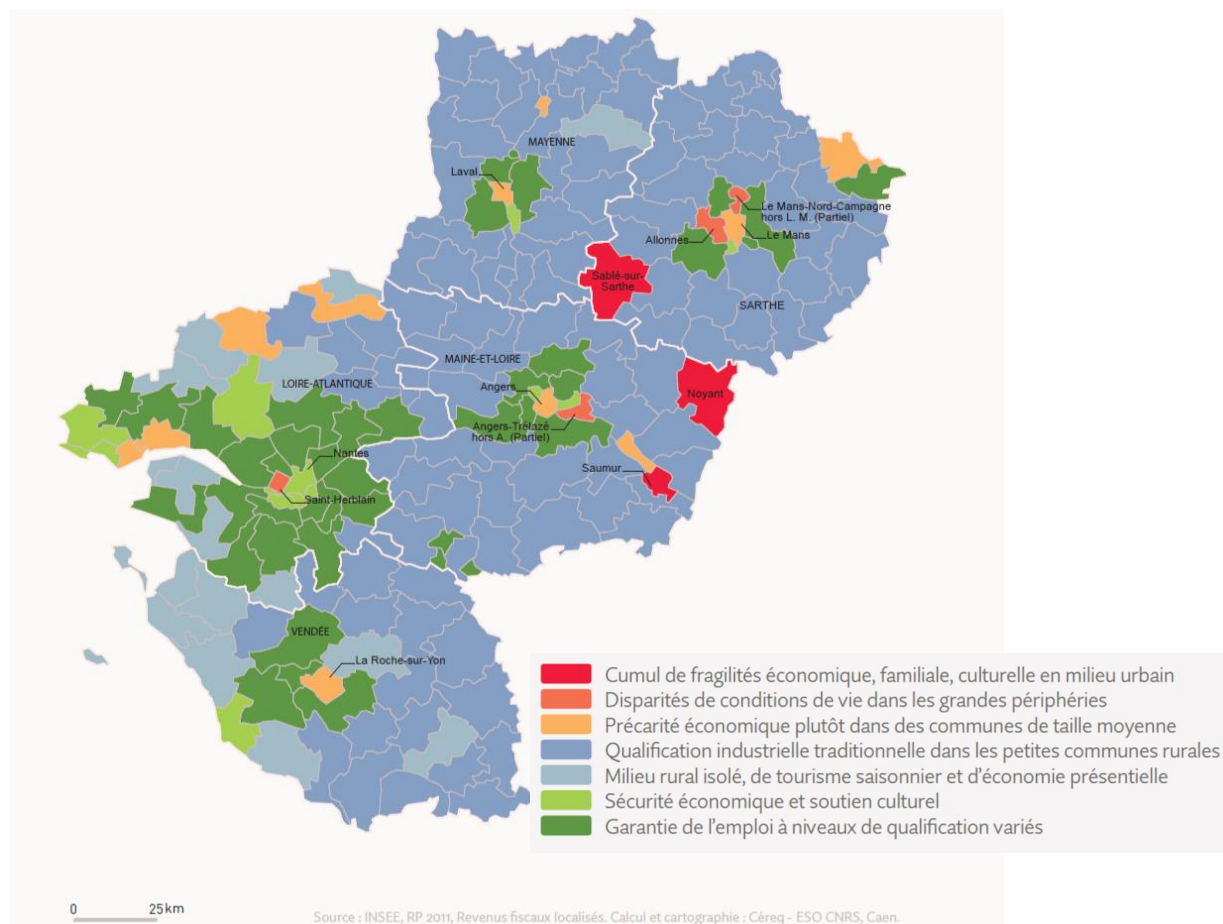 MAYENNE
Laval
Le Mans-Nord-Campagne
hors L. M. (Partiel)
Allonnes
Le Mans
Sablé-sur-
Sarthe
SARTHE
MAINE-ET-LOIRE
LOIRE-ATLANTIQUE
Angers
Noyant
Angers-Trélazé
hors A. (Partiel)
Nantes
Saumur
Saint-Herblain
VENDÉE
La Roche-sur-Yon
Cumul de fragilités économique, familiale, culturelle en milieu urbain
Disparités de conditions de vie dans les grandes périphéries
Précarité économique plutôt dans des communes de taille moyenne
Qualification industrielle traditionnelle dans les petites communes rurales
Milieu rural isolé, de tourisme saisonnier et d'économie présentielle
Sécurité économique et soutien culturel
Garantie de l'emploi à niveaux de qualification variés
0 25 km
Source : INSEE, RP 2011, Revenus fiscaux localisés. Calcul et cartographie : Céreq - ESO CNRS, Caen.